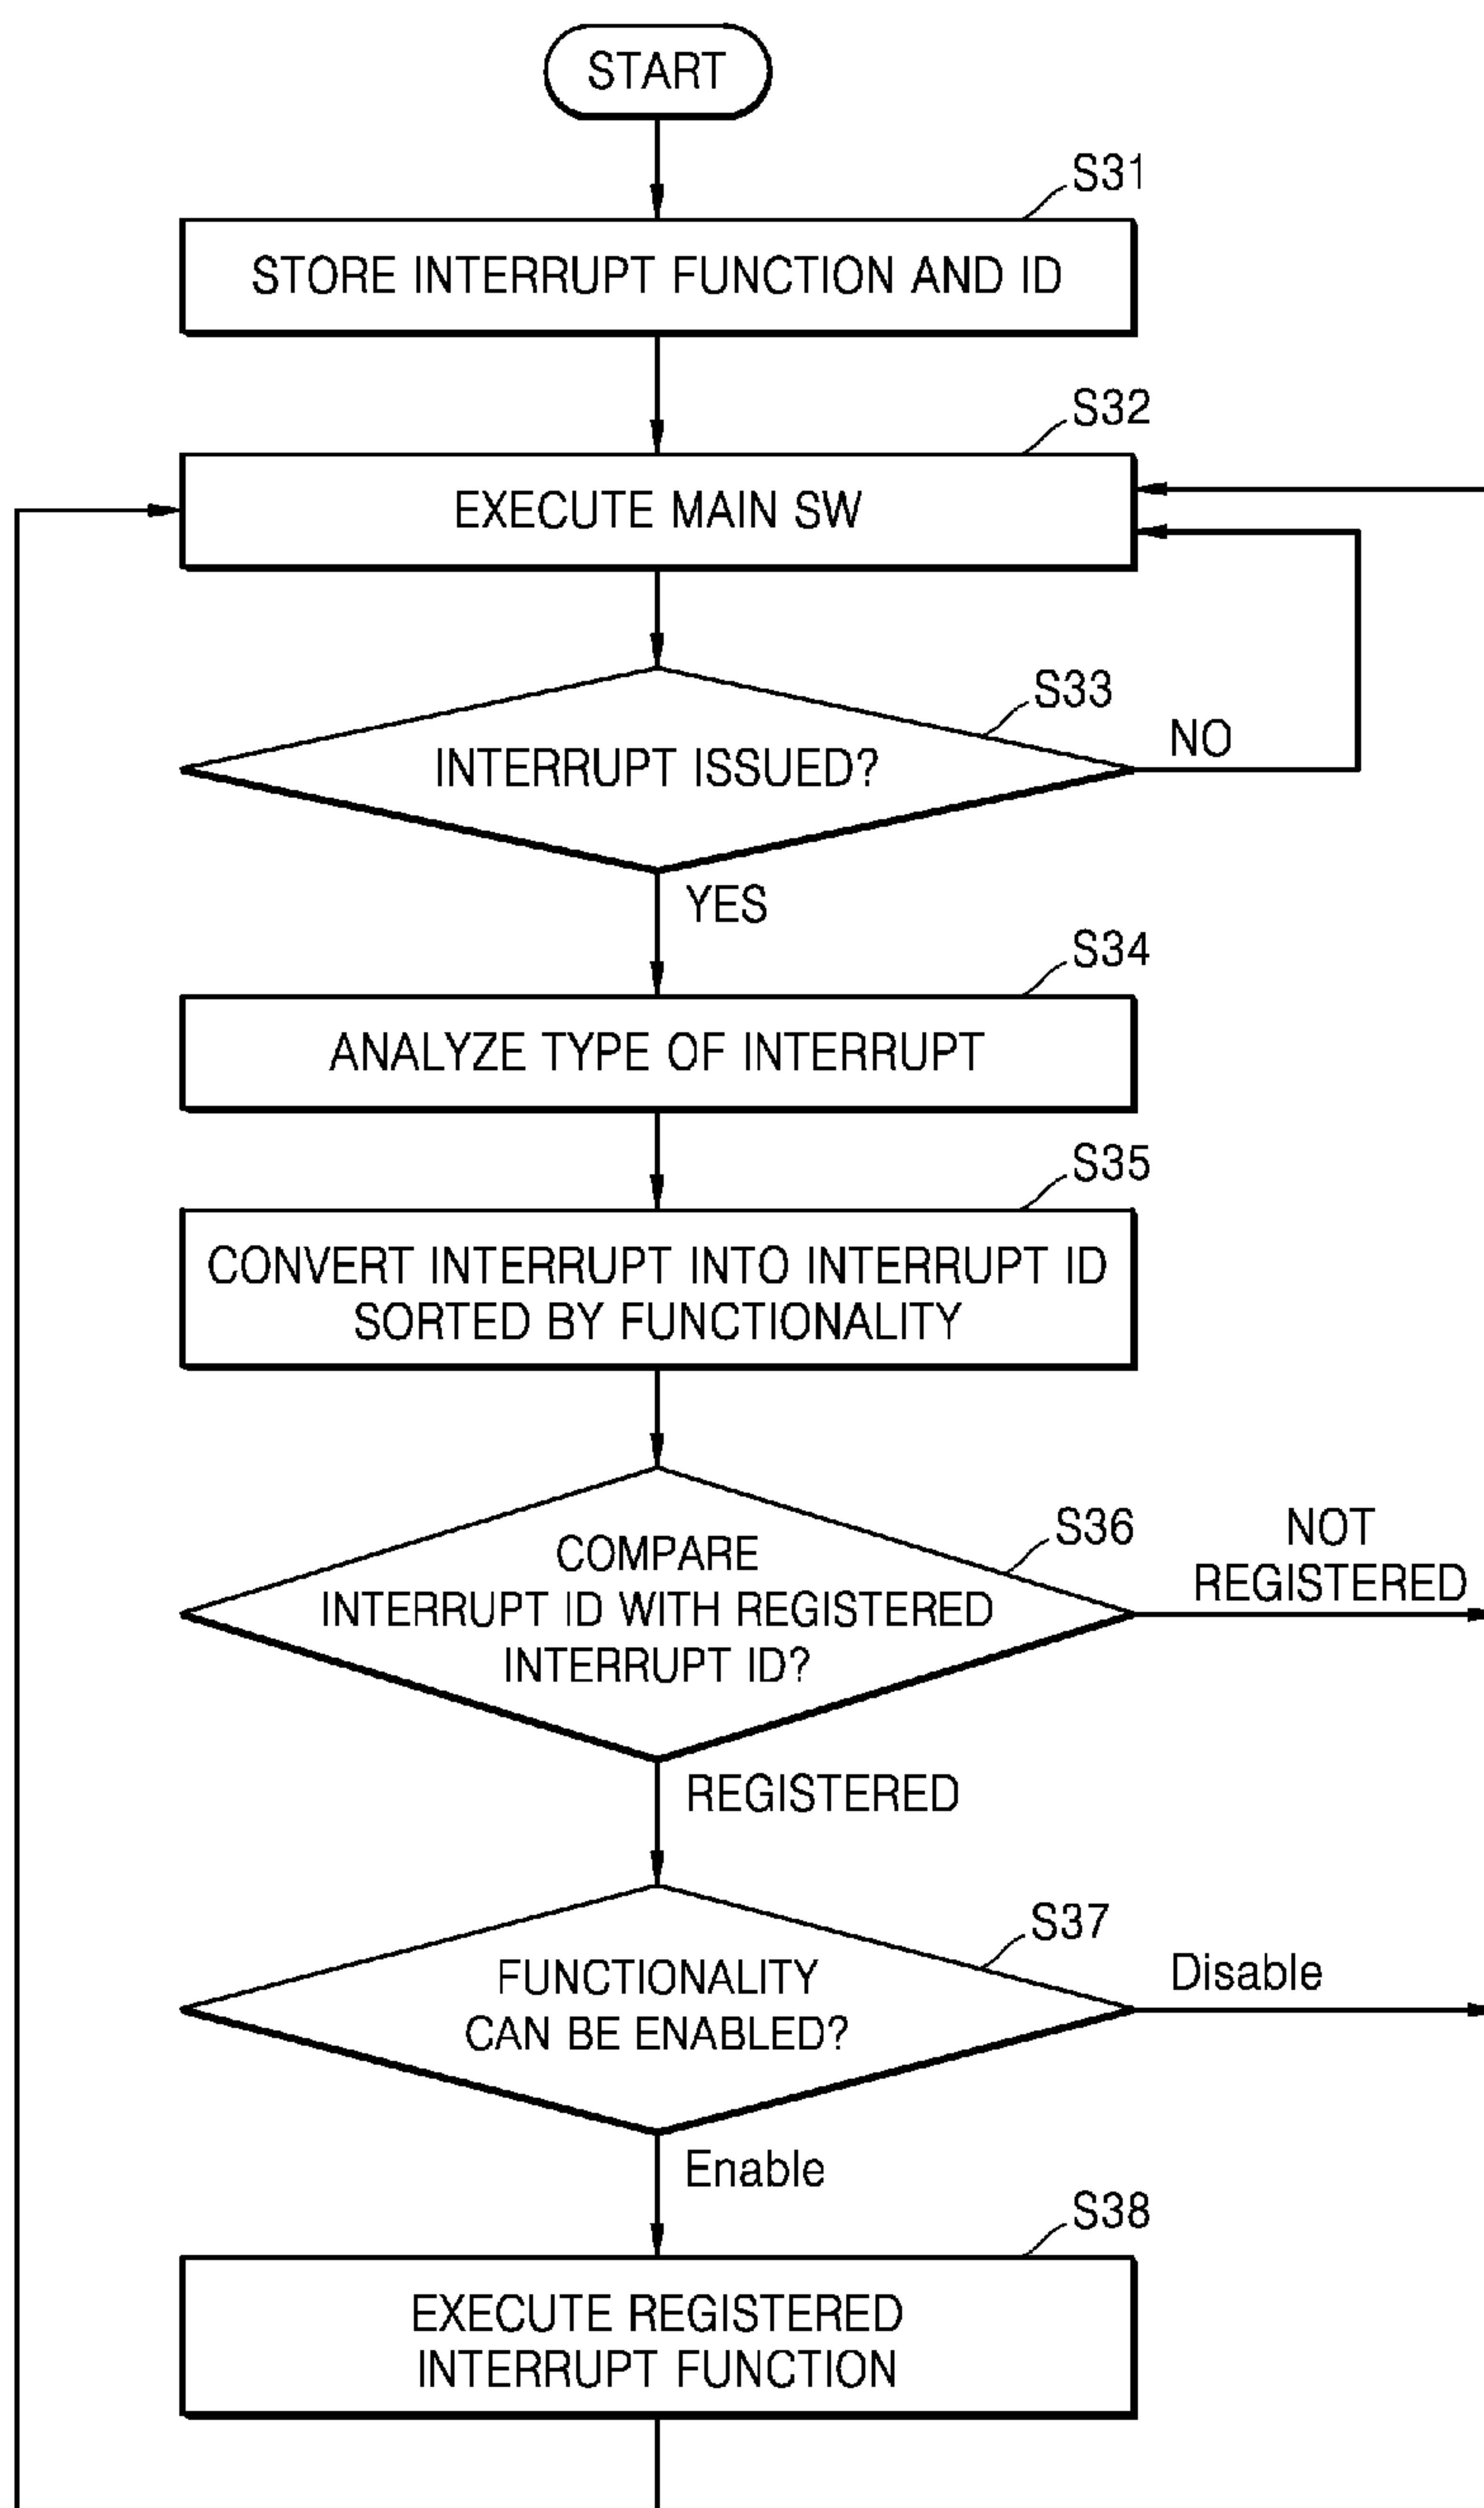 START
S31
STORE INTERRUPT FUNCTION AND ID
S32
EXECUTE MAIN SW
S33
INTERRUPT ISSUED?
NO
YES
S34
ANALYZE TYPE OF INTERRUPT
S35
CONVERT INTERRUPT INTO INTERRUPT ID
SORTED BY FUNCTIONALITY
S36
COMPARE
INTERRUPT ID WITH REGISTERED
INTERRUPT ID?
NOT
REGISTERED
REGISTERED
S37
FUNCTIONALITY
CAN BE ENABLED?
Disable
Enable
S38
EXECUTE REGISTERED
INTERRUPT FUNCTION